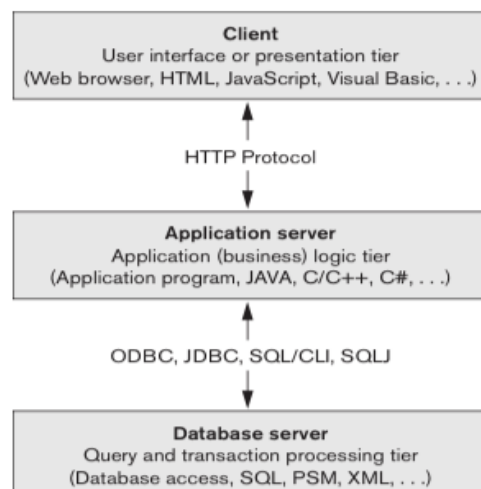 Client
User interface or presentation tier
(Web browser, HTML, JavaScript, Visual Basic, . . .)
HTTP Protocol
Application server
Application (business) logic tier
(Application program, JAVA, C/C++, C#, . . .)
ODBC, JDBC, SQL/CLI, SQLJ
Database server
Query and transaction processing tier
(Database access, SQL, PSM, XML, . . .)